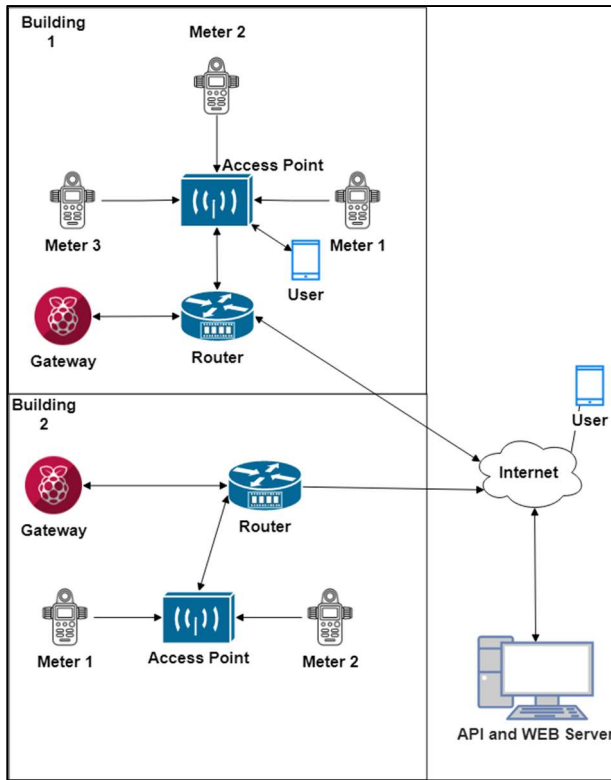 Building
1
Meter 2
Access Point
Meter 3
Meter 1
User
Gateway
Router
Building
2
User
Internet
Gateway
Router
Meter 1
Access Point
Meter 2
API and WEB Server